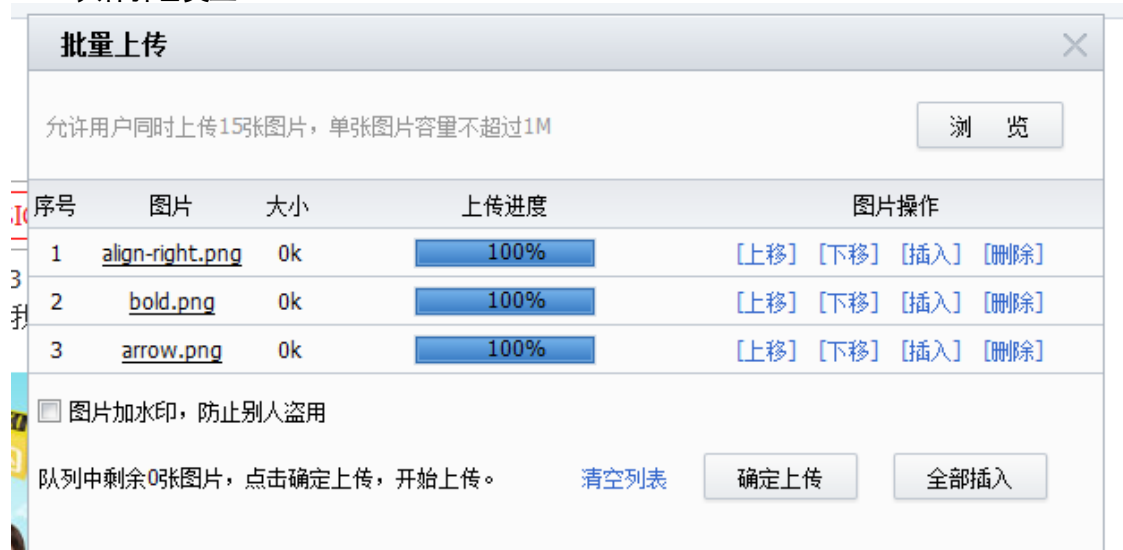 批量上传
允许用户同时上传15张图片，单张图片容量不超过1M
浏 览
序号 图片 大小 上传进度 图片操作
1 align-right.png 0k 100% [上移] [下移] [插入] [删除]
2 bold.png 0k 100% [上移] [下移] [插入] [删除]
3 arrow.png 0k 100% [上移] [下移] [插入] [删除]
图片加水印，防止别人盗用
队列中剩余0张图片，点击确定上传，开始上传。 清空列表 确定上传 全部插入